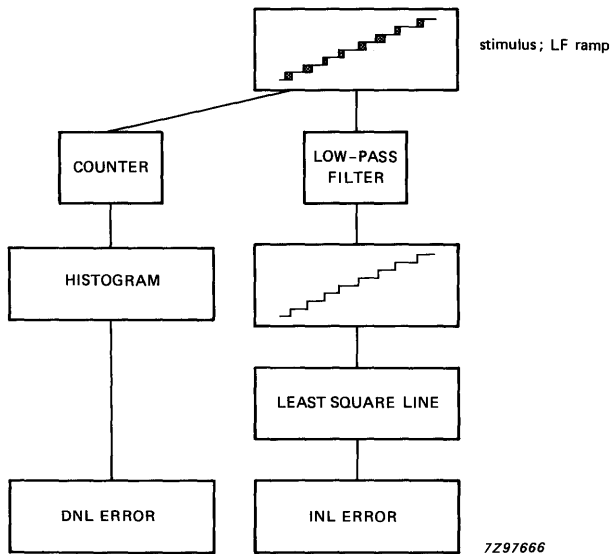 stimulus; LF ramp
COUNTER
LOW-PASS
FILTER
HISTOGRAM
LEAST SQUARE LINE
DNL ERROR
INL ERROR
7Z97666